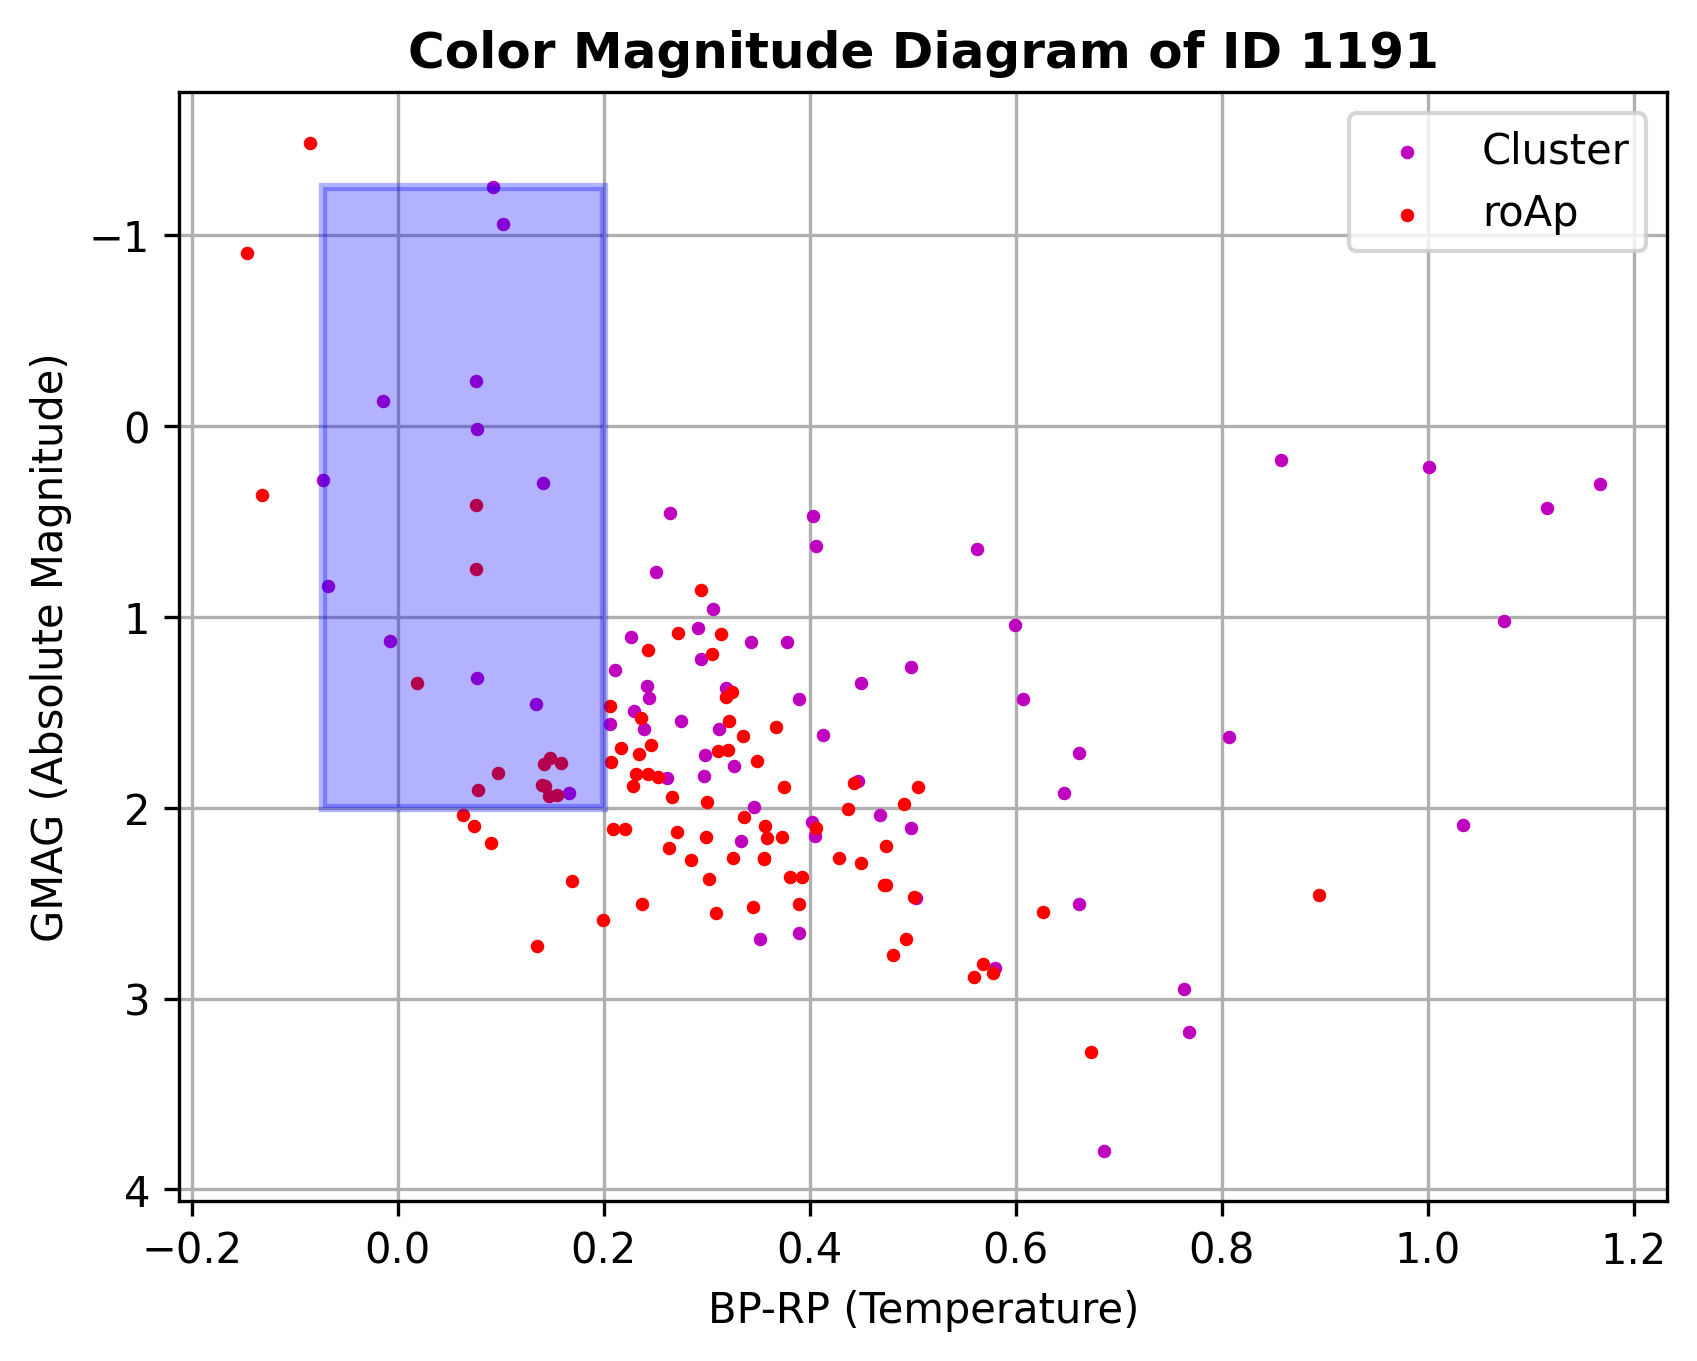 Color Magnitude Diagram of ID 1191
Cluster
roAp
−1
0
1
2
3
4
GMAG (Absolute Magnitude)
−0.2 0.0 0.2 0.4 0.6 0.8 1.0 1.2
BP-RP (Temperature)